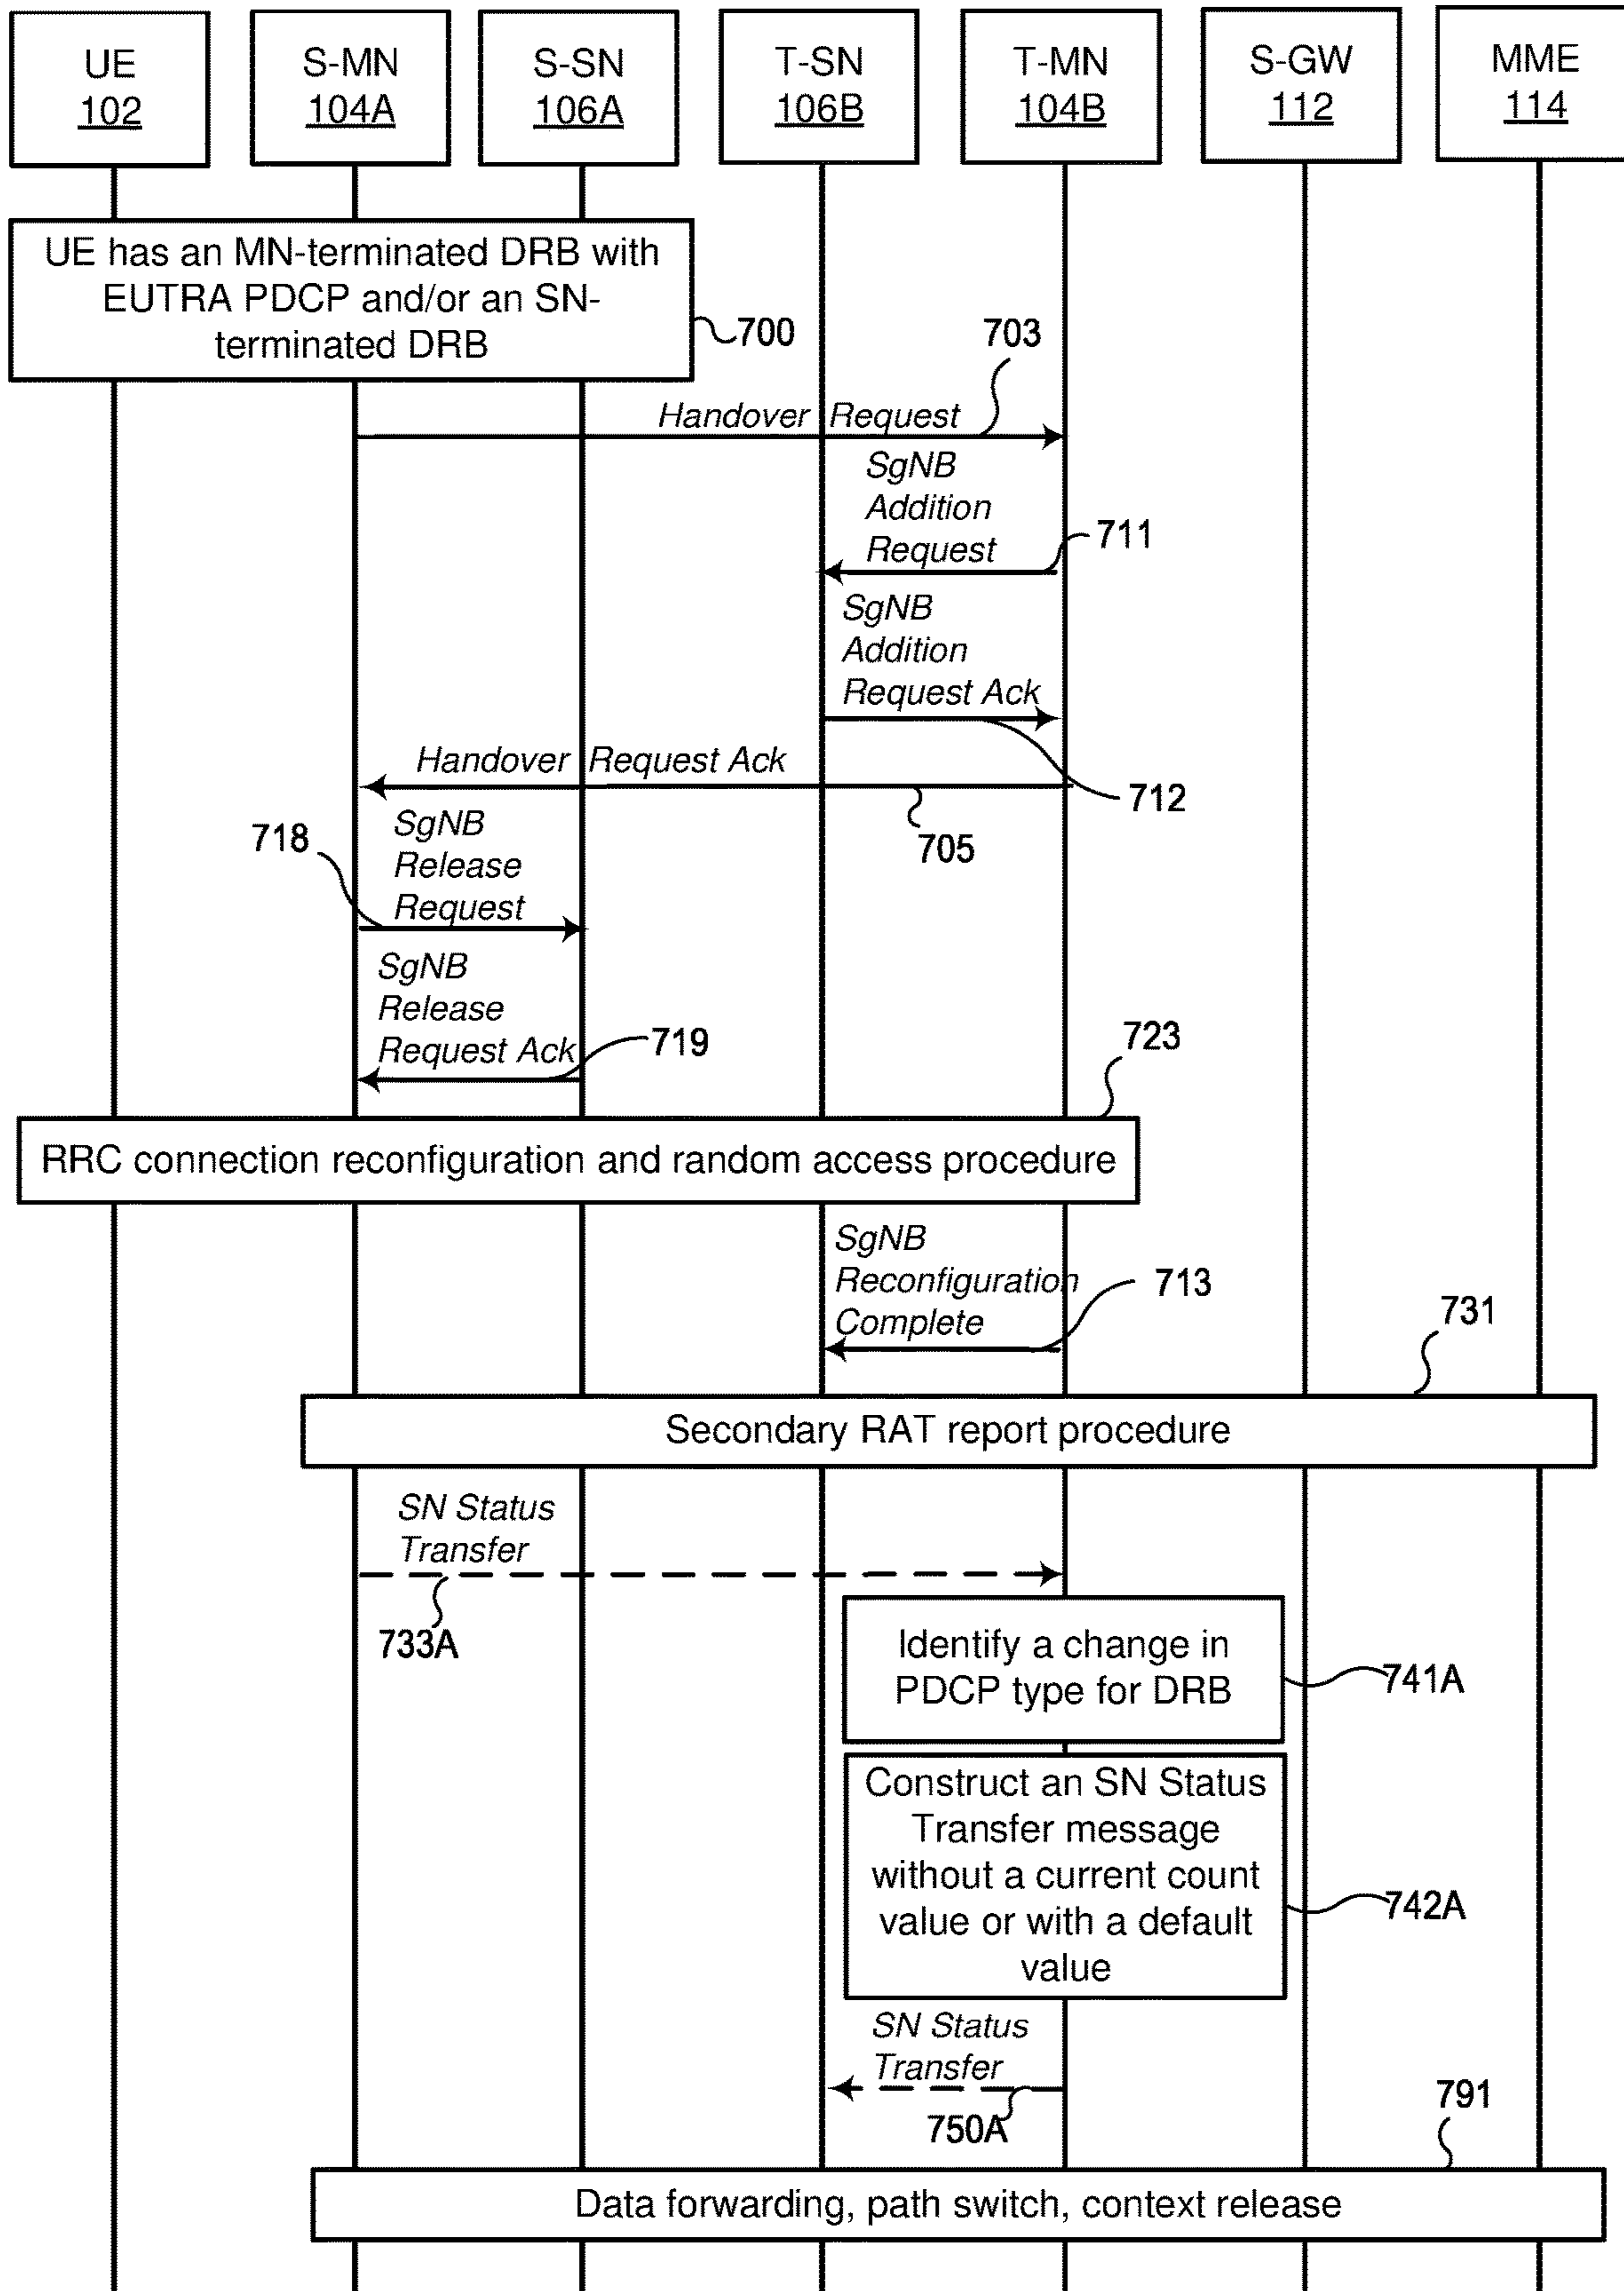 UE
102
S-MN
104A
S-SN
106A
T-SN
106B
T-MN
104B
S-GW
112
MME
114
UE has an MN-terminated DRB with
EUTRA PDCP and/or an SN-
terminated DRB
700
703
Handover Request
SgNB
Addition
Request
711
SgNB
Addition
Request Ack
712
Handover Request Ack
705
718
SgNB
Release
Request
SgNB
Release
Request Ack
719
723
RRC connection reconfiguration and random access procedure
SgNB
Reconfiguration
Complete
713
731
Secondary RAT report procedure
SN Status
Transfer
733A
Identify a change in
PDCP type for DRB
741A
Construct an SN Status
Transfer message
without a current count
value or with a default
value
742A
SN Status
Transfer
750A
791
Data forwarding, path switch, context release